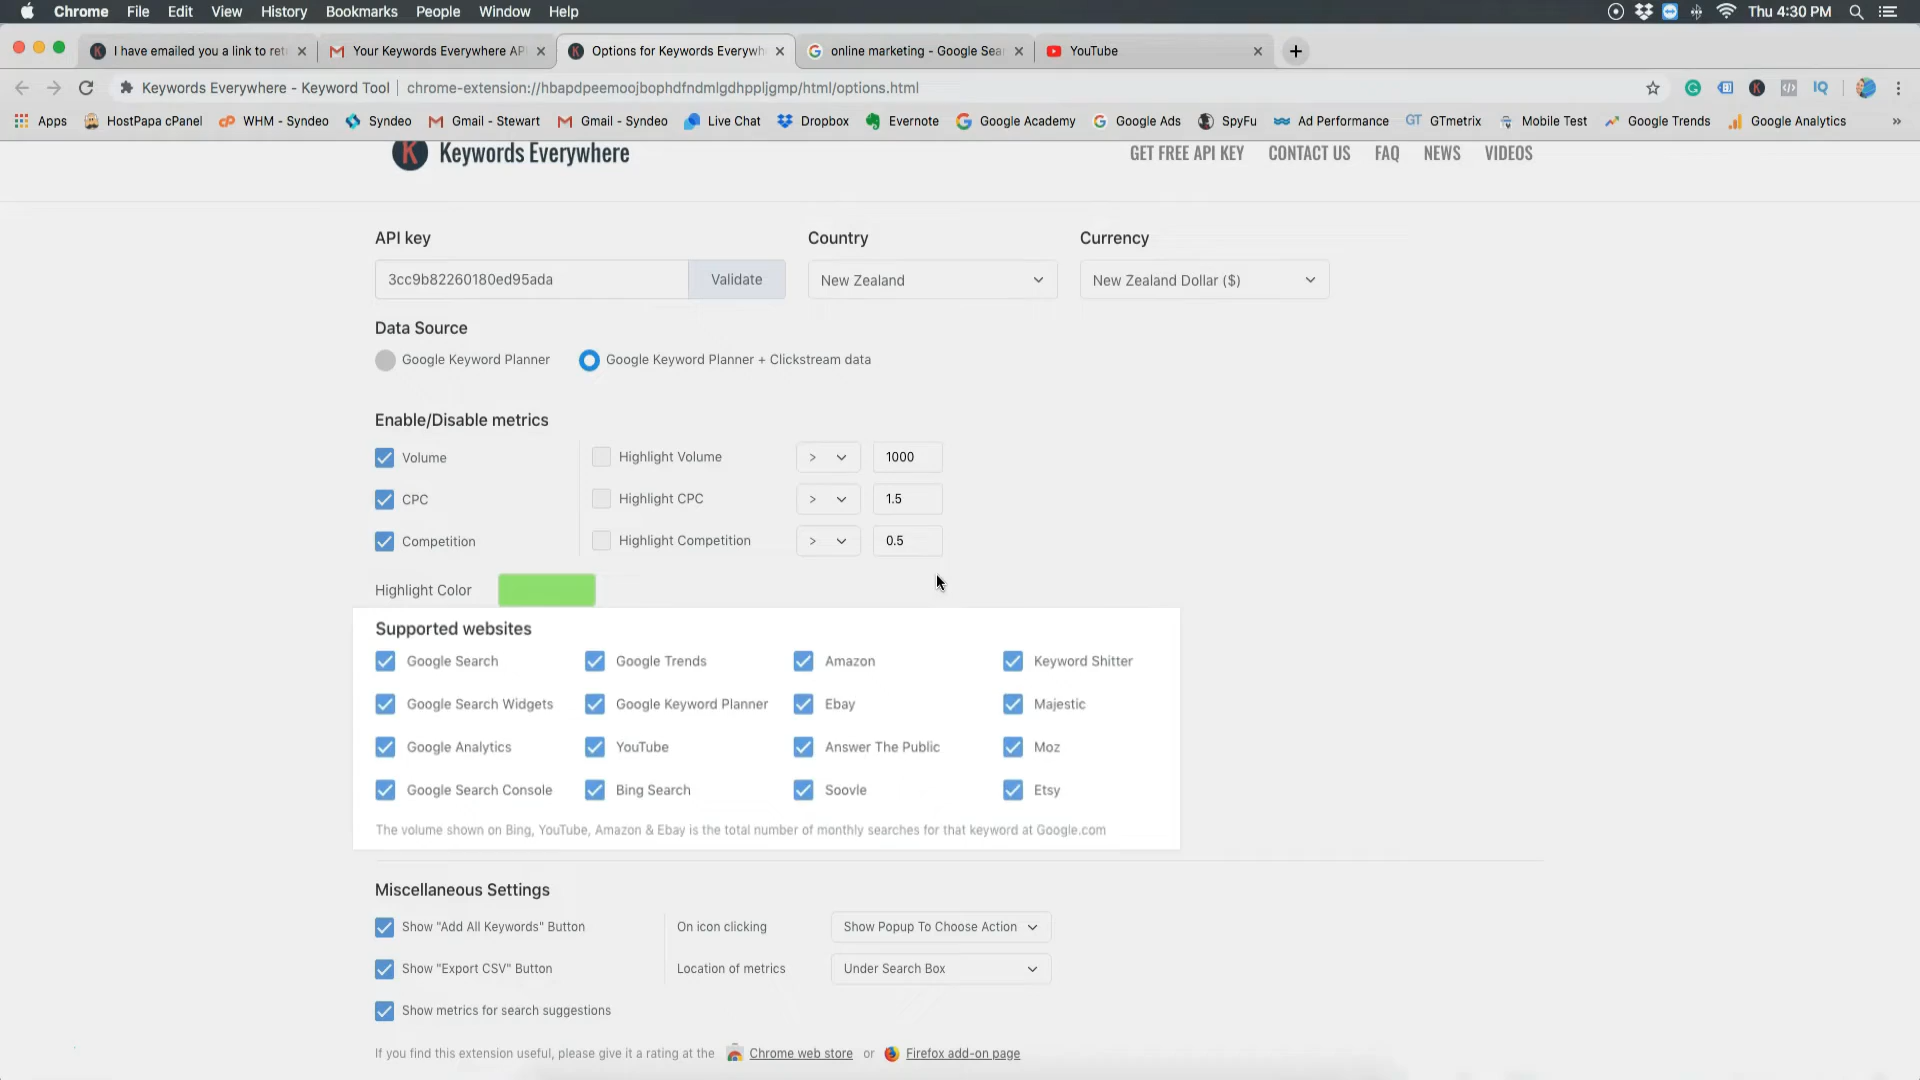 Chrome File Edit View History Bookmarks People Window Help Thu 4:30 PM
I have emailed you a link to ret Your Keywords Everywhere AP Options for Keywords Everywh online marketing - Google Sea YouTube
Keywords Everywhere - Keyword Tool chrome-extension://hbapdpeemoojbophdfndmlgdhppljgmp/html/options.html
Apps HostPapa cPanel WHM - Syndeo Syndeo Gmail - Stewart Gmail - Syndeo Live Chat Dropbox Evernote Google Academy Google Ads SpyFu Ad Performance GTmetrix Mobile Test Google Trends Google Analytics »
Keywords Everywhere GET FREE API KEY CONTACT US FAQ NEWS VIDEOS
API key Country Currency
3cc9b82260180ed95ada Validate New Zealand New Zealand Dollar ($)
Data Source
Google Keyword Planner Google Keyword Planner + Clickstream data
Enable/Disable metrics
Volume Highlight Volume > 1000
CPC Highlight CPC > 1.5
Competition Highlight Competition > 0.5
Highlight Color
Supported websites
Google Search Google Trends Amazon Keyword Shitter
Google Search Widgets Google Keyword Planner Ebay Majestic
Google Analytics YouTube Answer The Public Moz
Google Search Console Bing Search Soovle Etsy
The volume shown on Bing, YouTube, Amazon & Ebay is the total number of monthly searches for that keyword at Google.com
Miscellaneous Settings
Show "Add All Keywords" Button On icon clicking Show Popup To Choose Action
Show "Export CSV" Button Location of metrics Under Search Box
Show metrics for search suggestions
If you find this extension useful, please give it a rating at the Chrome web store or Firefox add-on page